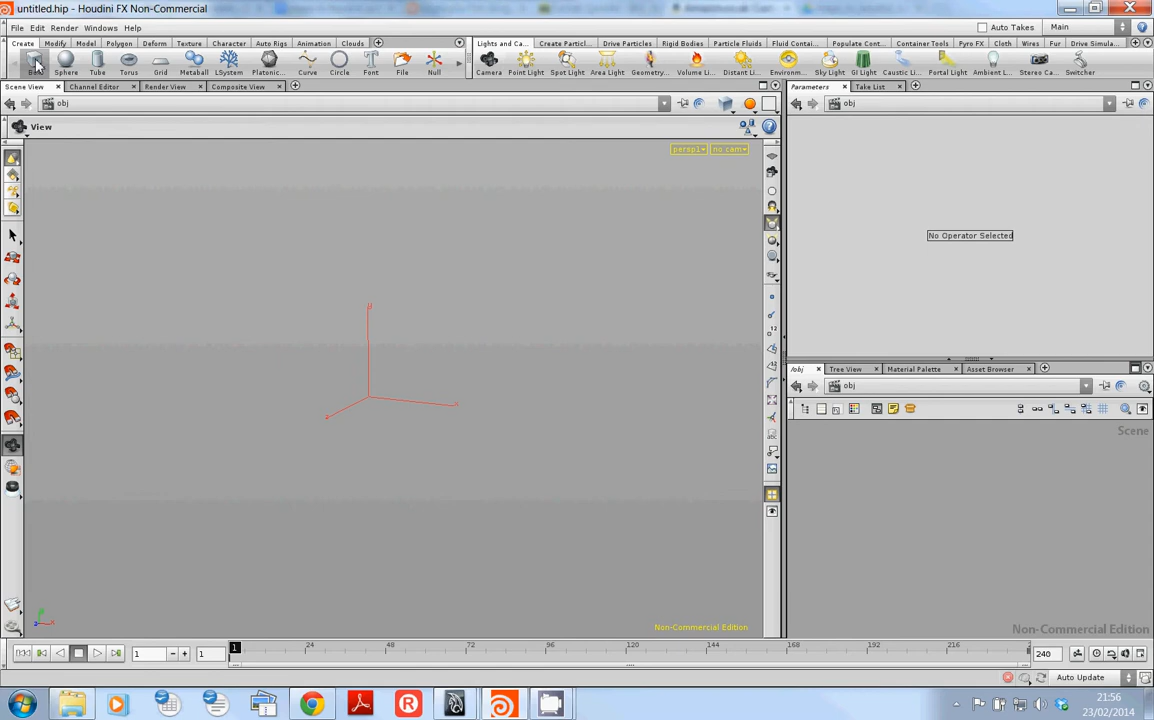 untitled.hip - Houdini FX Non-Commercial
File Edit Render Windows Help
Auto Takes Main
Create Modify Model Polygon Deform Texture Character Auto Rigs Animation Clouds
Lights and Ca... Create Particl... Drive Particles Rigid Bodies Particle Fluids Fluid Contai... Populate Cont... Container Tools Pyro FX Cloth Wires Fur Drive Simula...
Sphere Tube Torus Grid Metaball LSystem Platonic... Curve Circle Font File Null
Camera Point Light Spot Light Area Light Geometry... Volume Li... Distant Li... Environm... Sky Light GI Light Caustic Li... Portal Light Ambient L... Stereo Ca... Switcher
Scene View Channel Editor Render View Composite View
Parameters Take List
obj
obj
View
persp1 no cam
No Operator Selected
/obj Tree View Material Palette Asset Browser
obj
Scene
Non-Commercial Edition
Non-Commercial Edition
1 24 48 72 96 120 144 168 192 216
1 1 240
Auto Update
21:56
23/02/2014